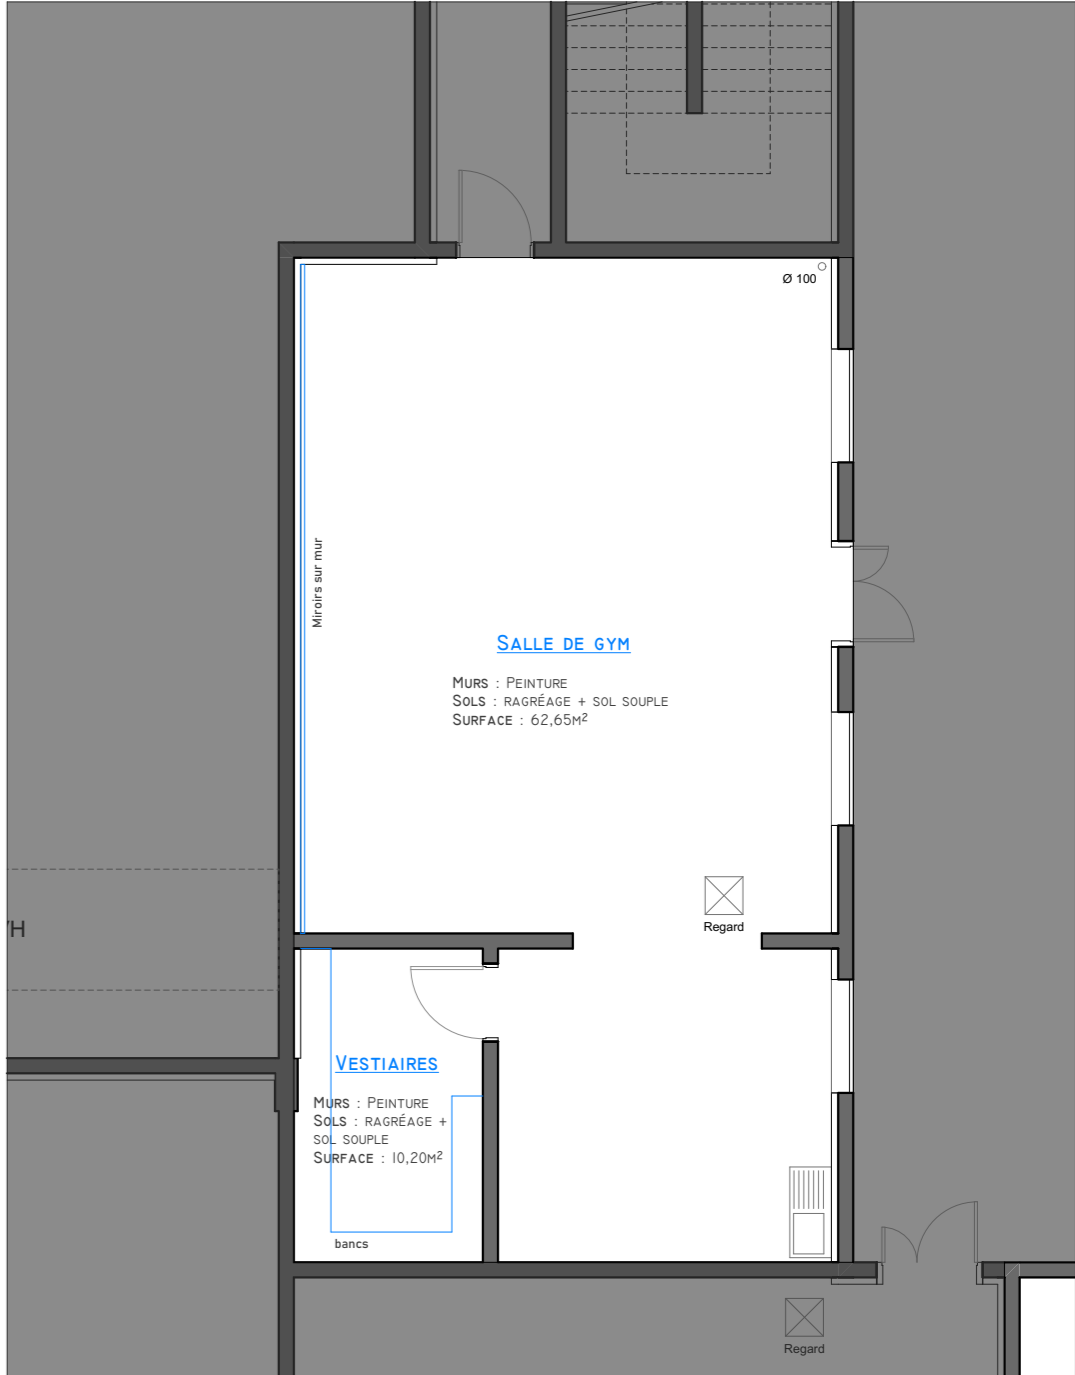 Ø 100
Miroirs sur mur
SALLE DE GYM
MURS : PEINTURE
SOLS : RAGRÉAGE + SOL SOUPLE
SURFACE : 62,65M²
Regard
VESTIAIRES
MURS : PEINTURE
SOLS : RAGRÉAGE +
SOL SOUPLE
SURFACE : 10,20M²
bancs
Regard